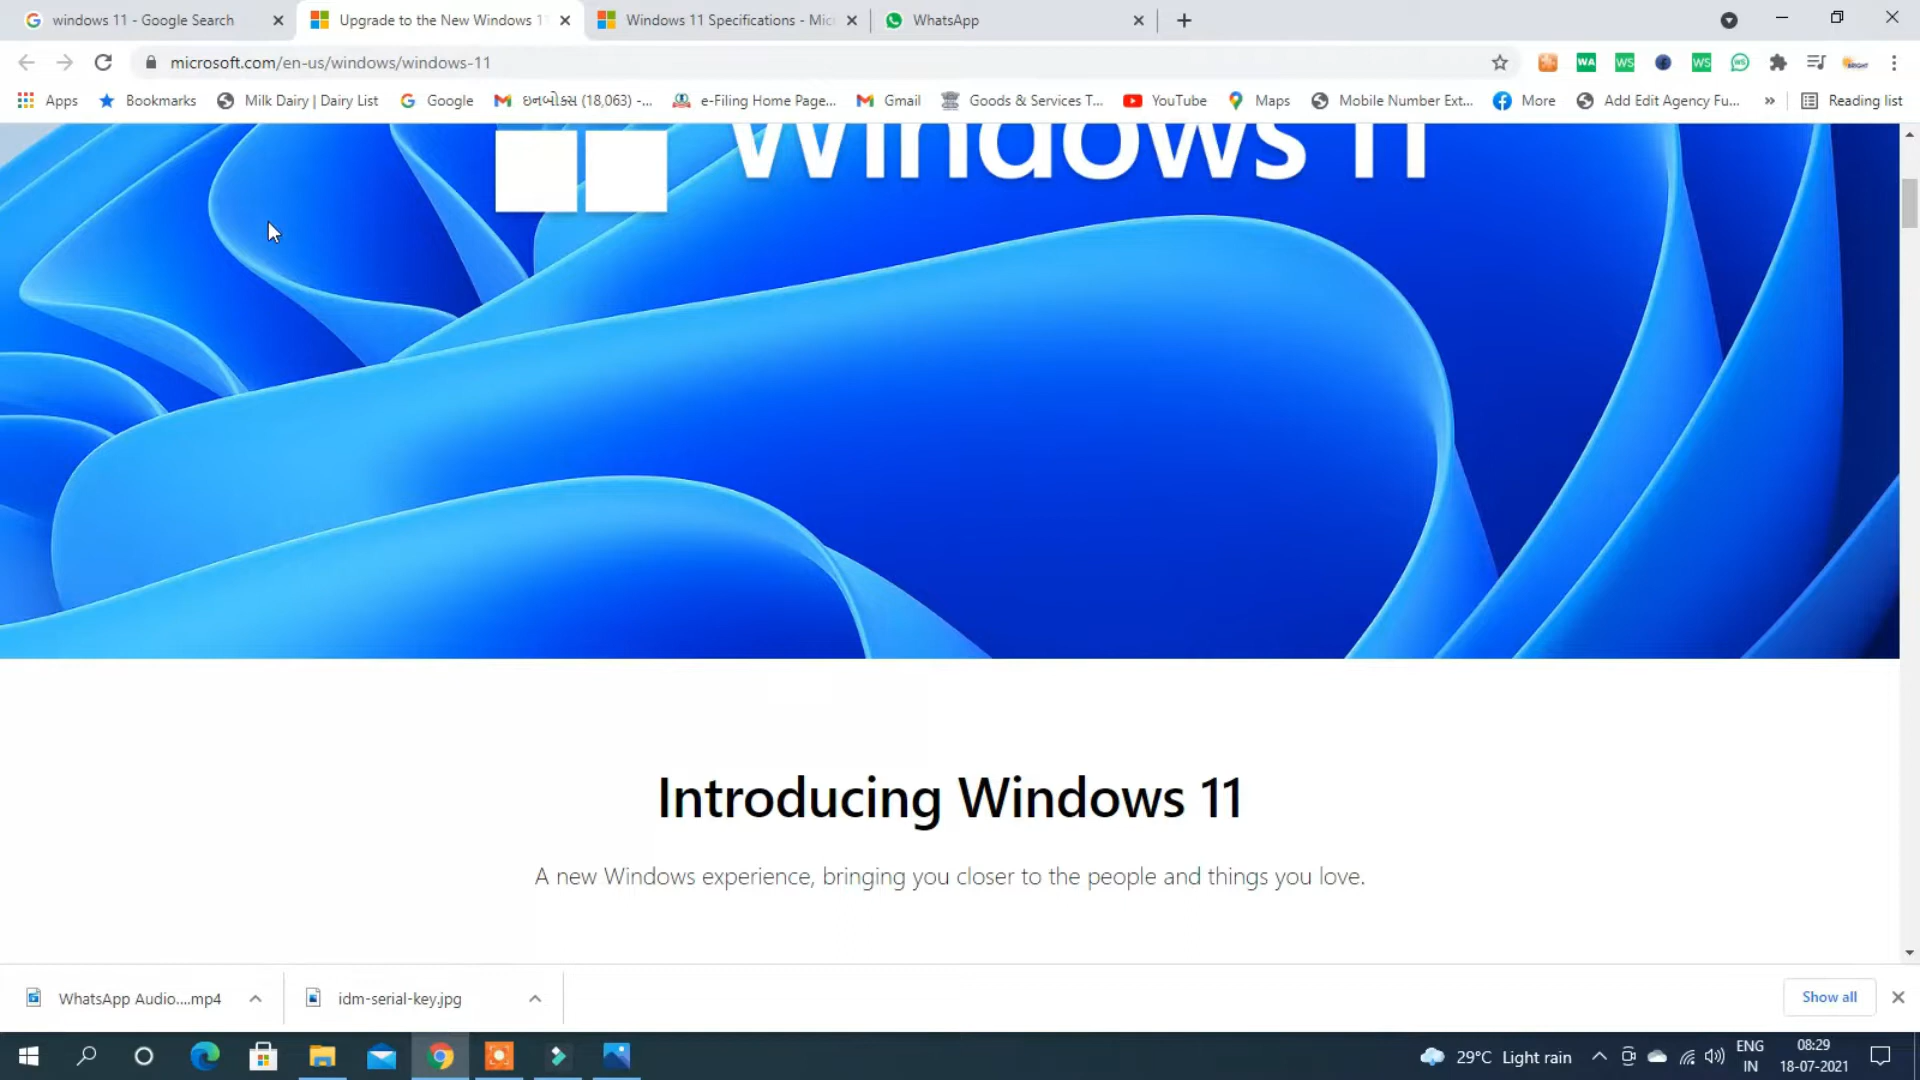 windows 11 - Google Search
Upgrade to the New Windows 1
Windows 11 Specifications - Mic
WhatsApp
microsoft.com/en-us/windows/windows-11
WA
WS
WS
Apps
Bookmarks
Milk Dairy | Dairy List
Google
ઇનબોક્સ (18,063) -...
e-Filing Home Page...
Gmail
Goods & Services T...
YouTube
Maps
Mobile Number Ext...
More
Add Edit Agency Fu...
»
Reading list
Windows 11
Introducing Windows 11
A new Windows experience, bringing you closer to the people and things you love.
WhatsApp Audio....mp4
idm-serial-key.jpg
Show all
29°C Light rain
ENG
IN
08:29
18-07-2021